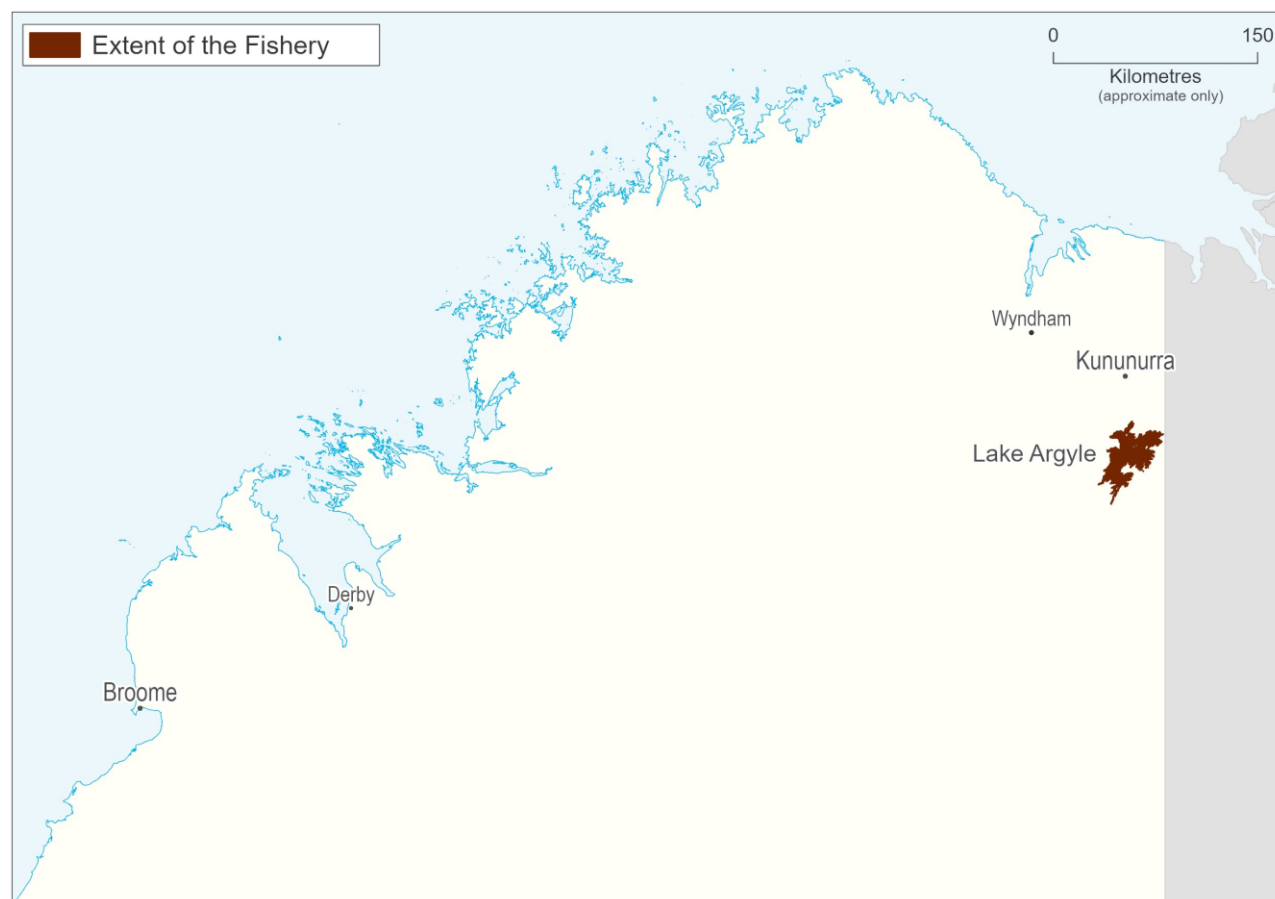 Extent of the Fishery
0 150
Kilometres
(approximate only)
Wyndham
Kununurra
Lake Argyle
Derby
Broome